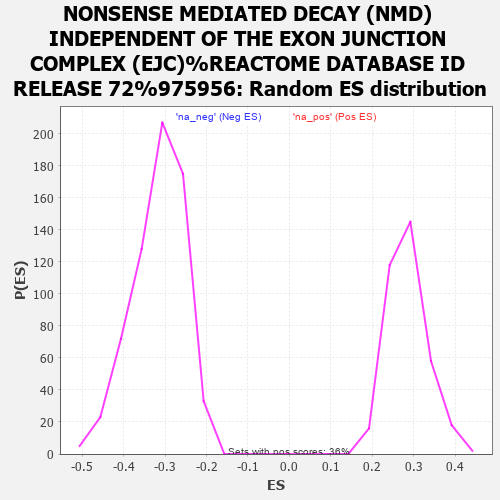 NONSENSE MEDIATED DECAY (NMD)
INDEPENDENT OF THE EXON JUNCTION
COMPLEX (EJC)%REACTOME DATABASE ID
RELEASE 72%975956: Random ES distribution
'na_neg' (Neg ES) 'na_pos' (Pos ES)
200
180
160
140
120
100
80
60
40
20
0
P(ES)
Sets with pos scores: 36%
-0.5 -0.4 -0.3 -0.2 -0.1 0.0 0.1 0.2 0.3 0.4
ES